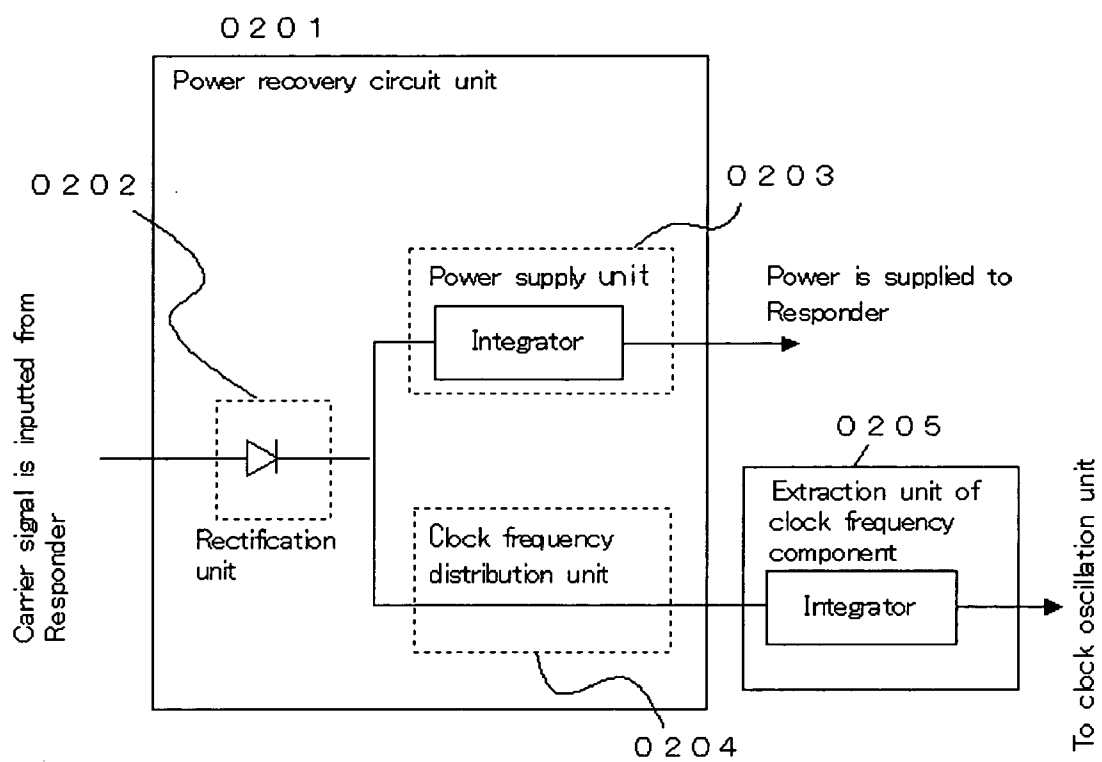 0201
Power recovery circuit unit
0202
0203
Power supply unit
Integrator
Power is supplied to
Responder
Carrier signal is inputted from
Responder
Rectification
unit
Clock frequency
distribution unit
0204
0205
Extraction unit of
clock frequency
component
Integrator
To clock oscillation unit